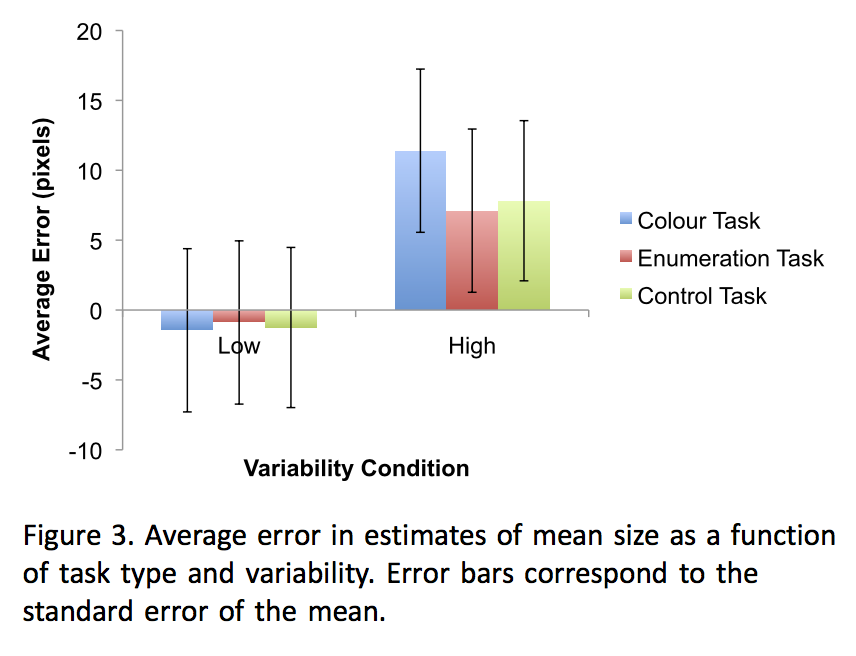 20
15
10
5
0
-5
-10
Average Error (pixels)
Low
High
Variability Condition
Colour Task
Enumeration Task
Control Task
Figure 3. Average error in estimates of mean size as a function
of task type and variability. Error bars correspond to the
standard error of the mean.